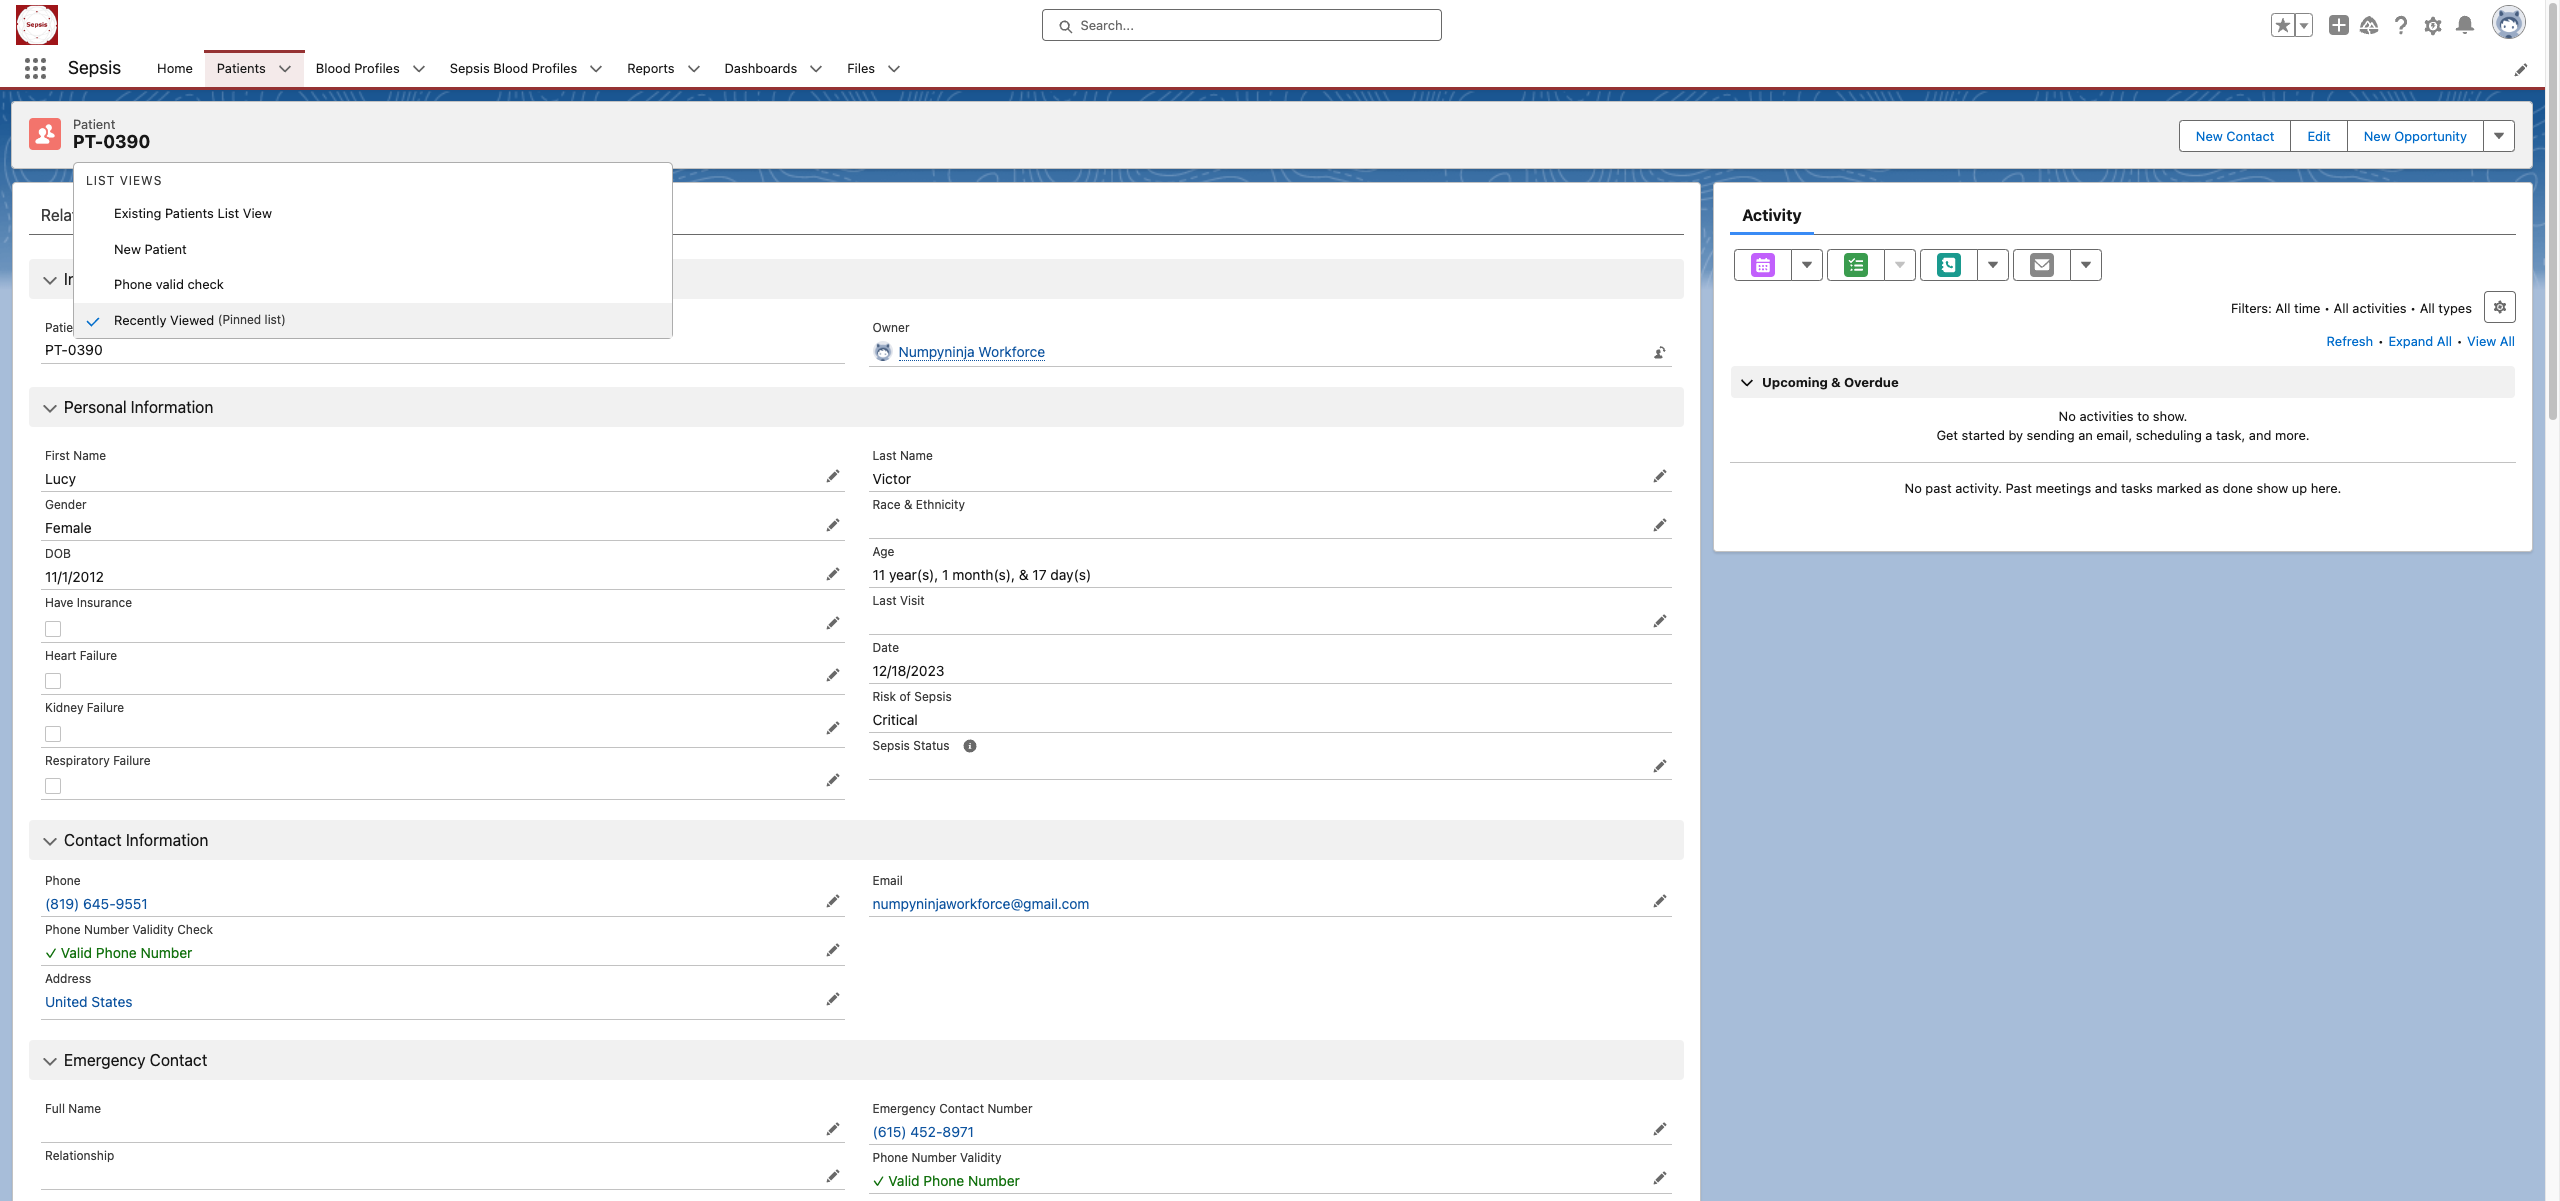 Sepsis
Search...
Sepsis
Home
Patients
Blood Profiles
Sepsis Blood Profiles
Reports
Dashboards
Files
Patient
PT-0390
New Contact
Edit
New Opportunity
LIST VIEWS
Existing Patients List View
New Patient
Phone valid check
Recently Viewed (Pinned list)
Rela
In
Patie
PT-0390
Owner
Numpyninja Workforce
Personal Information
First Name
Lucy
Last Name
Victor
Gender
Female
Race & Ethnicity
DOB
11/1/2012
Age
11 year(s), 1 month(s), & 17 day(s)
Have Insurance
Last Visit
Heart Failure
Date
12/18/2023
Kidney Failure
Risk of Sepsis
Critical
Respiratory Failure
Sepsis Status
Contact Information
Phone
(819) 645-9551
Email
numpyninjaworkforce@gmail.com
Phone Number Validity Check
✓ Valid Phone Number
Address
United States
Emergency Contact
Full Name
Emergency Contact Number
(615) 452-8971
Relationship
Phone Number Validity
✓ Valid Phone Number
Activity
Filters: All time • All activities • All types
Refresh • Expand All • View All
Upcoming & Overdue
No activities to show.
Get started by sending an email, scheduling a task, and more.
No past activity. Past meetings and tasks marked as done show up here.